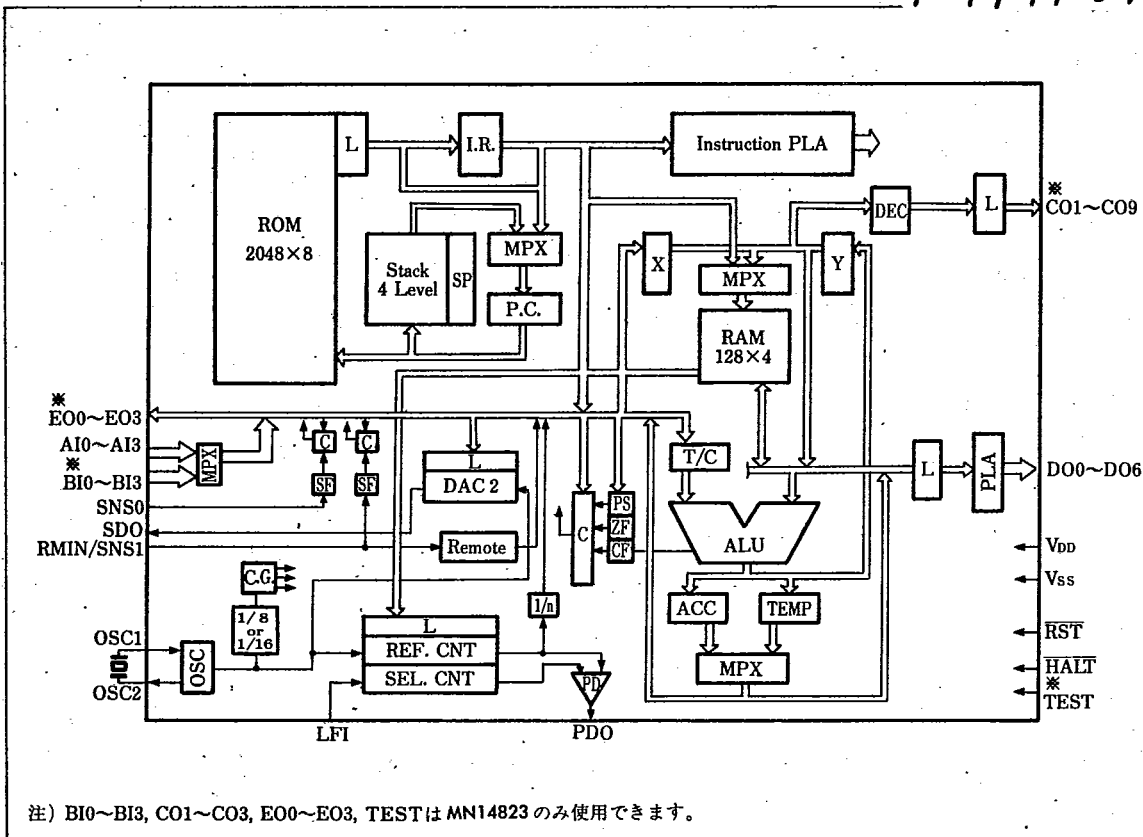 L
I.R.
Instruction PLA
ROM
2048×8
※
CO1~CO9
DEC
L
MPX
Stack
4 Level
SP
X
MPX
Y
P.C.
RAM
128×4
※
EO0~EO3
AI0~AI3
※
BI0~BI3
MPX
C
C
L
DAC 2
T/C
L
PLA
DO0~DO6
SF
SF
SNS0
SDO
RMIN/SNS1
Remote
C
PS
ZF
CF
ALU
VDD
VSS
C.G.
1/8
or
1/16
1/n
ACC
TEMP
RST
OSC1
OSC2
OSC
L
REF. CNT
SEL. CNT
PD
MPX
HALT
※
TEST
LFI
PDO
注) BI0~BI3, CO1~CO3, EO0~EO3, TESTはMN14823のみ使用できます。